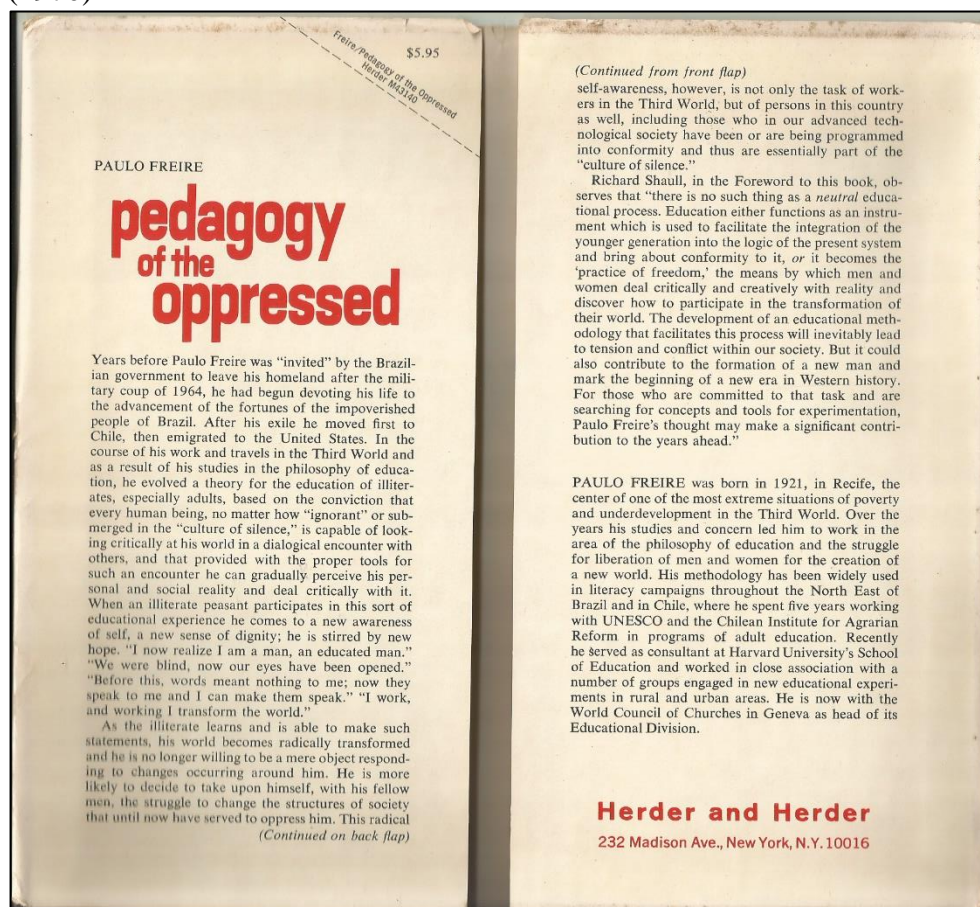 $5.95
Freire/Pedagogy of the Oppressed
Herder M43140
PAULO FREIRE
pedagogy
of the
oppressed
Years before Paulo Freire was “invited” by the Brazil-
ian government to leave his homeland after the mili-
tary coup of 1964, he had begun devoting his life to
the advancement of the fortunes of the impoverished
people of Brazil. After his exile he moved first to
Chile, then emigrated to the United States. In the
course of his work and travels in the Third World and
as a result of his studies in the philosophy of educa-
tion, he evolved a theory for the education of illiter-
ates, especially adults, based on the conviction that
every human being, no matter how “ignorant” or sub-
merged in the “culture of silence,” is capable of look-
ing critically at his world in a dialogical encounter with
others, and that provided with the proper tools for
such an encounter he can gradually perceive his per-
sonal and social reality and deal critically with it.
When an illiterate peasant participates in this sort of
educational experience he comes to a new awareness
of self, a new sense of dignity; he is stirred by new
hope. “I now realize I am a man, an educated man.”
“We were blind, now our eyes have been opened.”
“Before this, words meant nothing to me; now they
speak to me and I can make them speak.” “I work,
and working I transform the world.”
As the illiterate learns and is able to make such
statements, his world becomes radically transformed
and he is no longer willing to be a mere object respond-
ing to changes occurring around him. He is more
likely to decide to take upon himself, with his fellow
men, the struggle to change the structures of society
that until now have served to oppress him. This radical
(Continued on back flap)
(Continued from front flap)
self-awareness, however, is not only the task of work-
ers in the Third World, but of persons in this country
as well, including those who in our advanced tech-
nological society have been or are being programmed
into conformity and thus are essentially part of the
“culture of silence.”
Richard Shaull, in the Foreword to this book, ob-
serves that “there is no such thing as a neutral educa-
tional process. Education either functions as an instru-
ment which is used to facilitate the integration of the
younger generation into the logic of the present system
and bring about conformity to it, or it becomes the
‘practice of freedom,’ the means by which men and
women deal critically and creatively with reality and
discover how to participate in the transformation of
their world. The development of an educational meth-
odology that facilitates this process will inevitably lead
to tension and conflict within our society. But it could
also contribute to the formation of a new man and
mark the beginning of a new era in Western history.
For those who are committed to that task and are
searching for concepts and tools for experimentation,
Paulo Freire’s thought may make a significant contri-
bution to the years ahead.”
PAULO FREIRE was born in 1921, in Recife, the
center of one of the most extreme situations of poverty
and underdevelopment in the Third World. Over the
years his studies and concern led him to work in the
area of the philosophy of education and the struggle
for liberation of men and women for the creation of
a new world. His methodology has been widely used
in literacy campaigns throughout the North East of
Brazil and in Chile, where he spent five years working
with UNESCO and the Chilean Institute for Agrarian
Reform in programs of adult education. Recently
he served as consultant at Harvard University’s School
of Education and worked in close association with a
number of groups engaged in new educational experi-
ments in rural and urban areas. He is now with the
World Council of Churches in Geneva as head of its
Educational Division.
Herder and Herder
232 Madison Ave., New York, N.Y. 10016